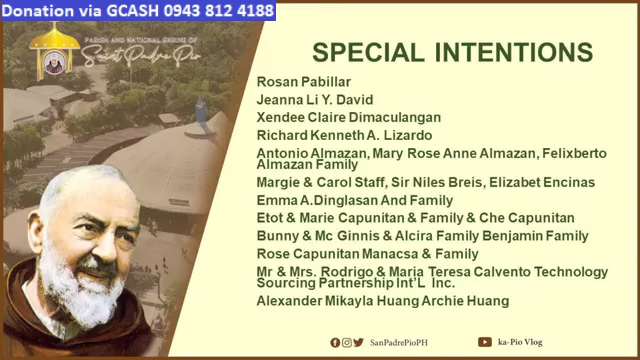 Donation via GCASH 0943 812 4188
PARISH AND NATIONAL SHRINE OF
Saint Padre Pio
SPECIAL INTENTIONS
Rosan Pabillar
Jeanna Li Y. David
Xendee Claire Dimaculangan
Richard Kenneth A. Lizardo
Antonio Almazan, Mary Rose Anne Almazan, Felixberto
Almazan Family
Margie & Carol Staff, Sir Niles Breis, Elizabet Encinas
Emma A.Dinglasan And Family
Etot & Marie Capunitan & Family & Che Capunitan
Bunny & Mc Ginnis & Alcira Family Benjamin Family
Rose Capunitan Manacsa & Family
Mr & Mrs. Rodrigo & Maria Teresa Calvento Technology
Sourcing Partnership Int'L  Inc.
Alexander Mikayla Huang Archie Huang
SanPadrePioPH
ka-Pio Vlog